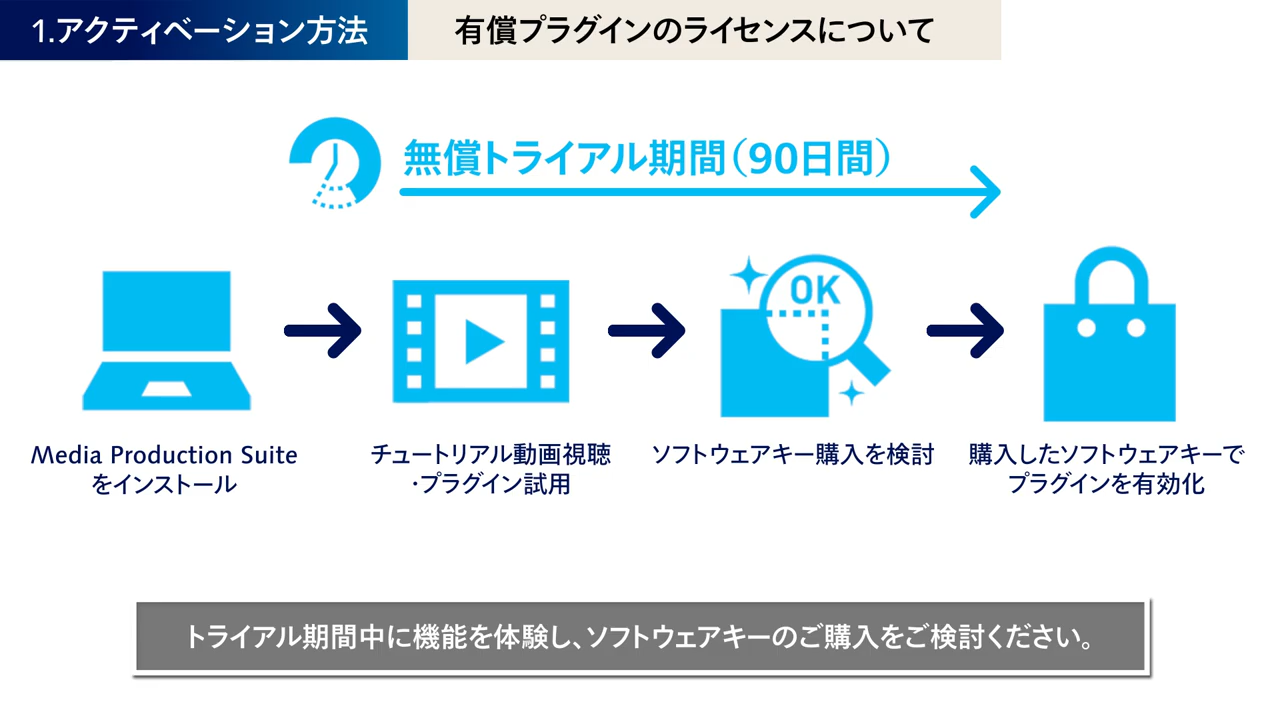 1.アクティベーション方法
有償プラグインのライセンスについて
無償トライアル期間(90日間)
OK
Media Production Suite
をインストール
チュートリアル動画視聴
・プラグイン試用
ソフトウェアキー購入を検討
購入したソフトウェアキーで
プラグインを有効化
トライアル期間中に機能を体験し、ソフトウェアキーのご購入をご検討ください。